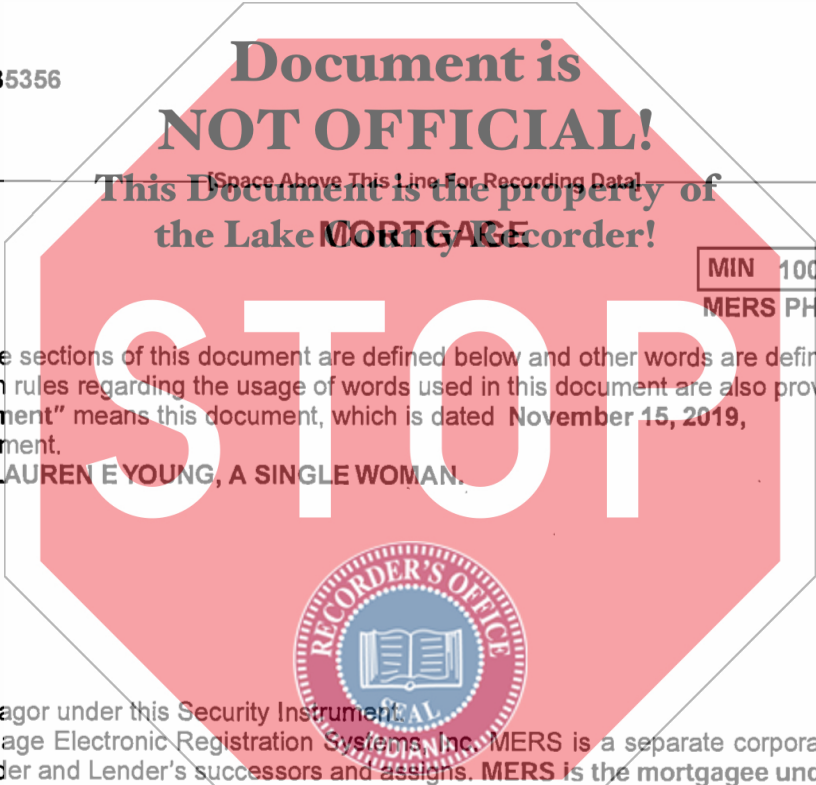 Document is
5356
NOT OFFICIAL!
[Space Above This Line For Recording Data]
This Document is the property of
MORTGAGE
the Lake County Recorder!
MIN 100
MERS PH
STOP
e sections of this document are defined below and other words are defin
n rules regarding the usage of words used in this document are also prov
ment” means this document, which is dated November 15, 2019,
ment.
LAUREN E YOUNG, A SINGLE WOMAN.
RECORDER'S OFFICE
SEAL
INDIANA
agor under this Security Instrument.
age Electronic Registration Systems, Inc. MERS is a separate corpora
der and Lender's successors and assigns. MERS is the mortgagee und